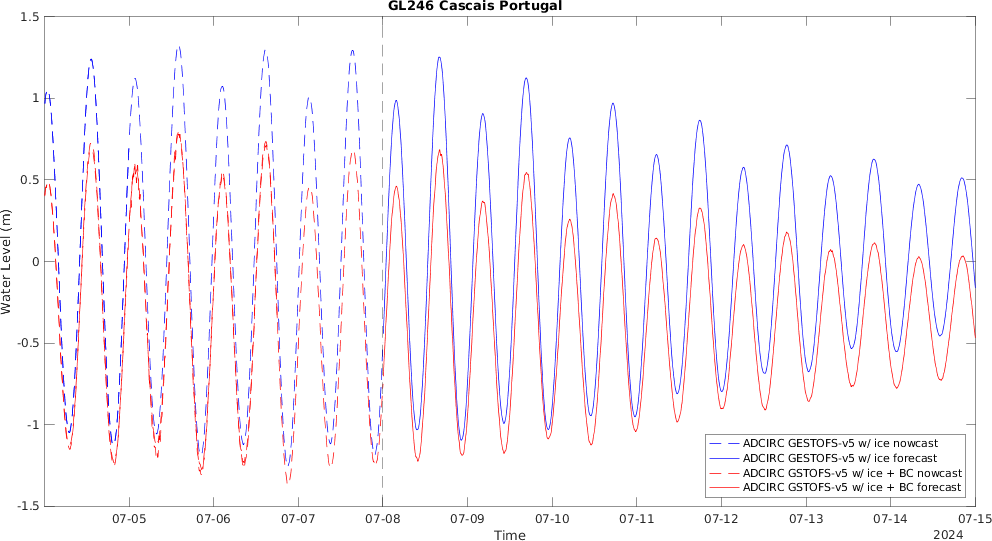 GL246 Cascais Portugal
1.5
1
0.5
0
-0.5
-1
-1.5
Water Level (m)
07-05 07-06 07-07 07-08 07-09 07-10 07-11 07-12 07-13 07-14 07-15
Time
2024
ADCIRC GESTOFS-v5 w/ ice nowcast
ADCIRC GESTOFS-v5 w/ ice forecast
ADCIRC GSTOFS-v5 w/ ice + BC nowcast
ADCIRC GSTOFS-v5 w/ ice + BC forecast